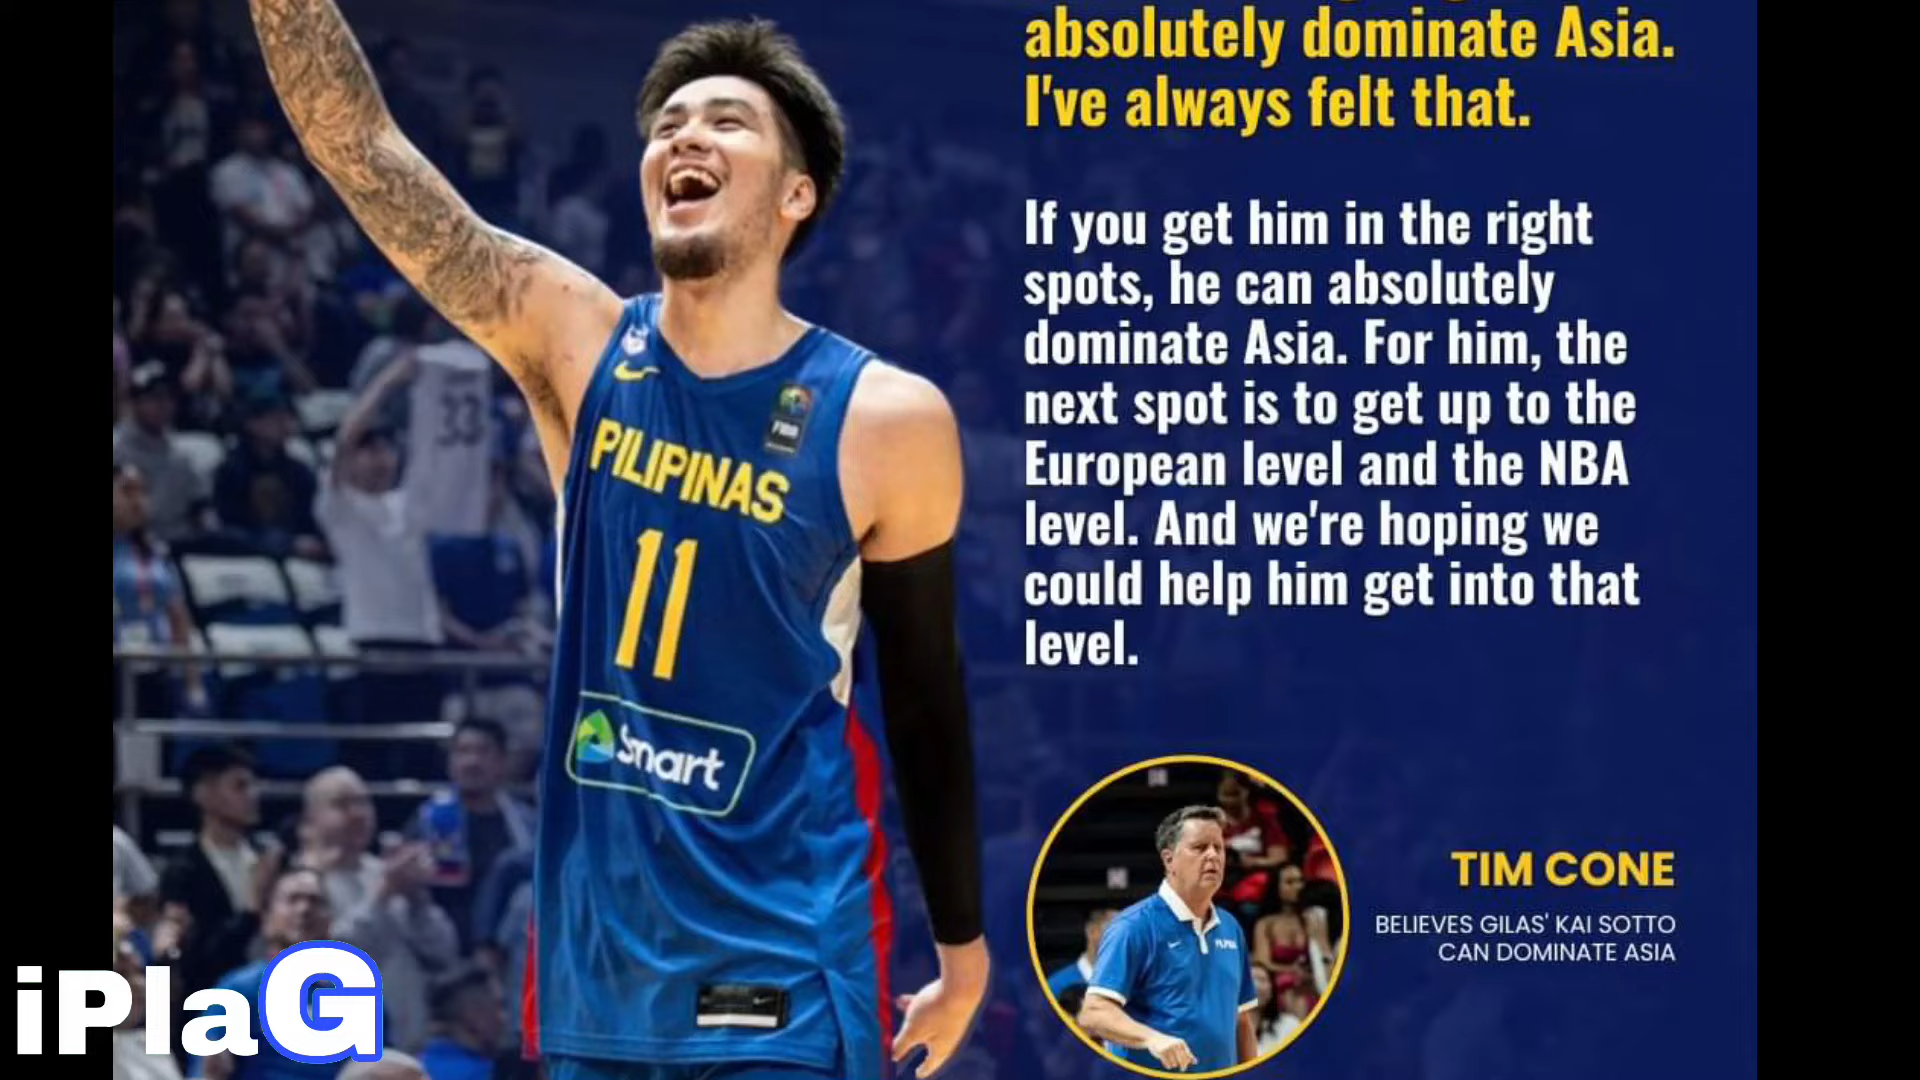 absolutely dominate Asia.
I've always felt that.
If you get him in the right
spots, he can absolutely
dominate Asia. For him, the
next spot is to get up to the
European level and the NBA
level. And we're hoping we
could help him get into that
level.
33
PILIPINAS
11
Smart
TIM CONE
BELIEVES GILAS' KAI SOTTO
CAN DOMINATE ASIA
iPlaG